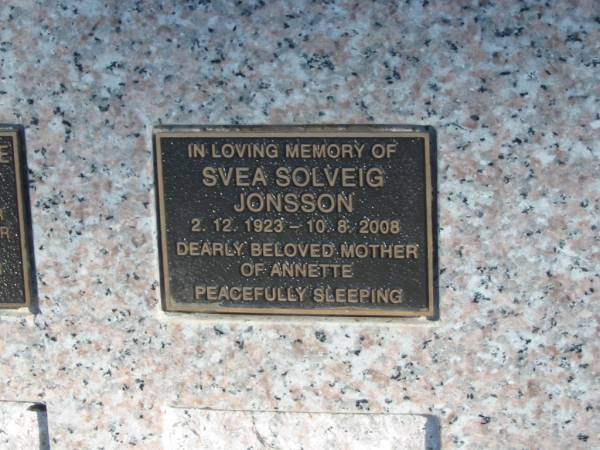 IN LOVING MEMORY OF
SVEA SOLVEIG
JONSSON
2. 12. 1923 – 10. 8. 2008
DEARLY BELOVED MOTHER
OF ANNETTE
PEACEFULLY SLEEPING